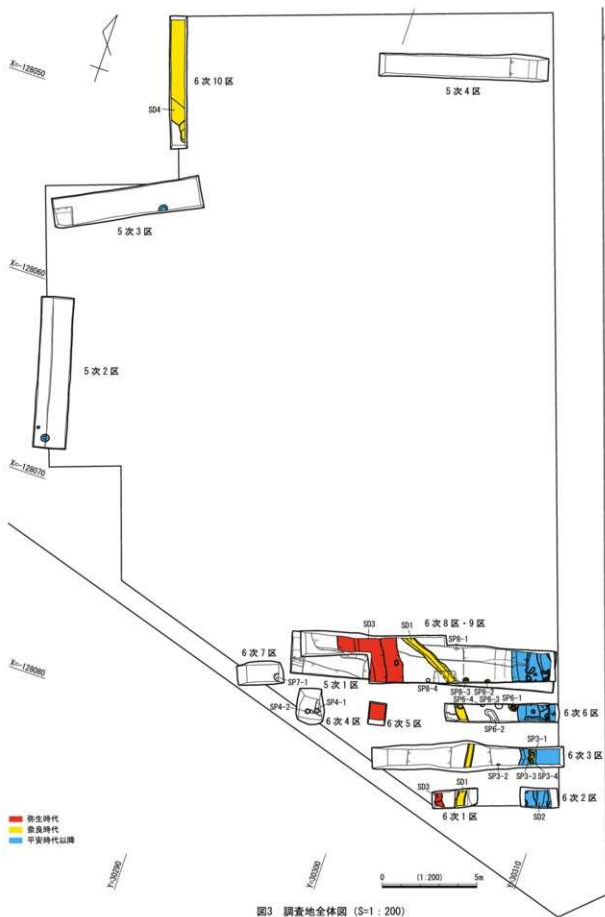 X=-128050
6次10区
5次4区
SD4
5次3区
X=-128060
5次2区
X=-128070
SD3
SD1
6次8区・9区
SP8-1
X=-128080
6次7区
SP7-1
5次1区
SP8-4
SP8-3
SP8-2
SP6-4
SP6-3
SP6-1
SP4-1
SP4-2
6次4区
6次5区
SP6-2
6次6区
SP3-1
6次3区
SP3-2
SP3-3
SP3-4
SD3
SD1
6次2区
6次1区
SD2
弥生時代
奈良時代
平安時代以降
Y=-30290
Y=-30300
Y=-30310
0
(1:200)
5m
図3 調査地全体図 (S=1:200)